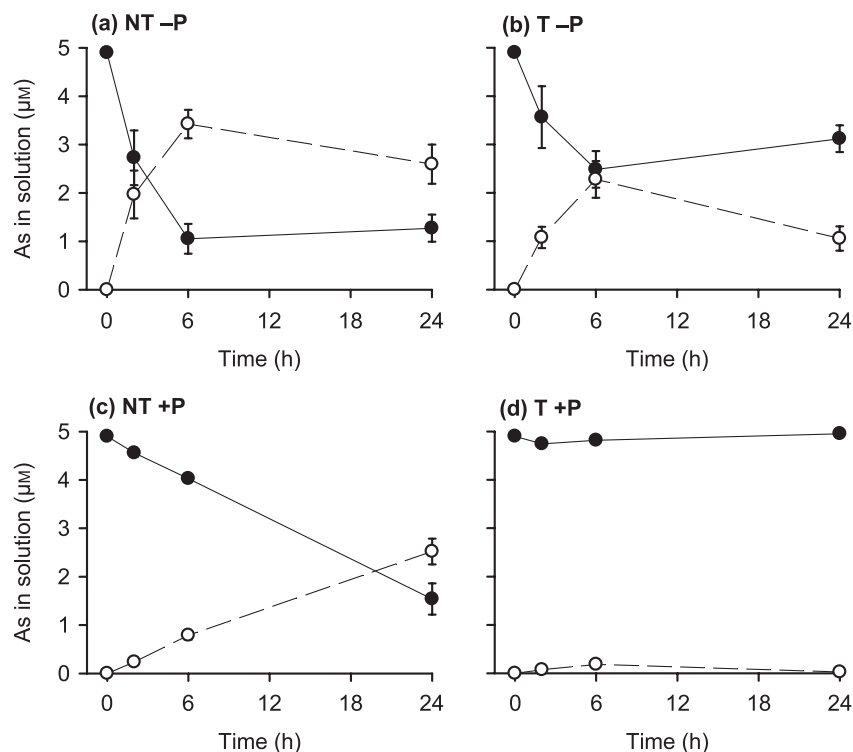 (a) NT –P
(b) T –P
As in solution (µM)
5
4
3
2
1
0
0 6 12 18 24
0 6 12 18 24
Time (h)
Time (h)
(c) NT +P
(d) T +P
As in solution (µM)
5
4
3
2
1
0
0 6 12 18 24
0 6 12 18 24
Time (h)
Time (h)